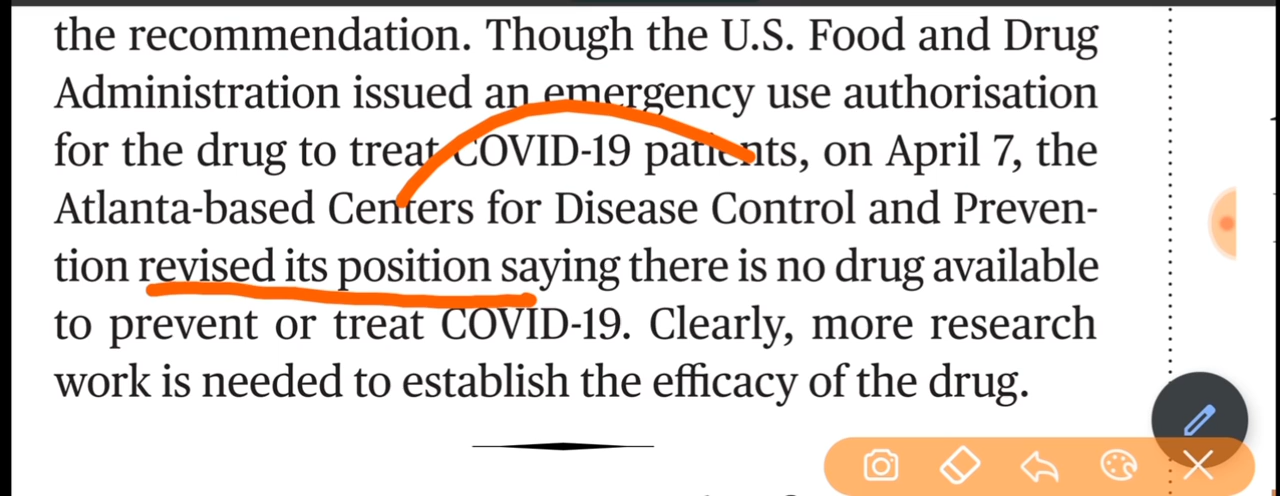 the recommendation. Though the U.S. Food and Drug
Administration issued an emergency use authorisation
for the drug to treat COVID-19 patients, on April 7, the
Atlanta-based Centers for Disease Control and Preven-
tion revised its position saying there is no drug available
to prevent or treat COVID-19. Clearly, more research
work is needed to establish the efficacy of the drug.